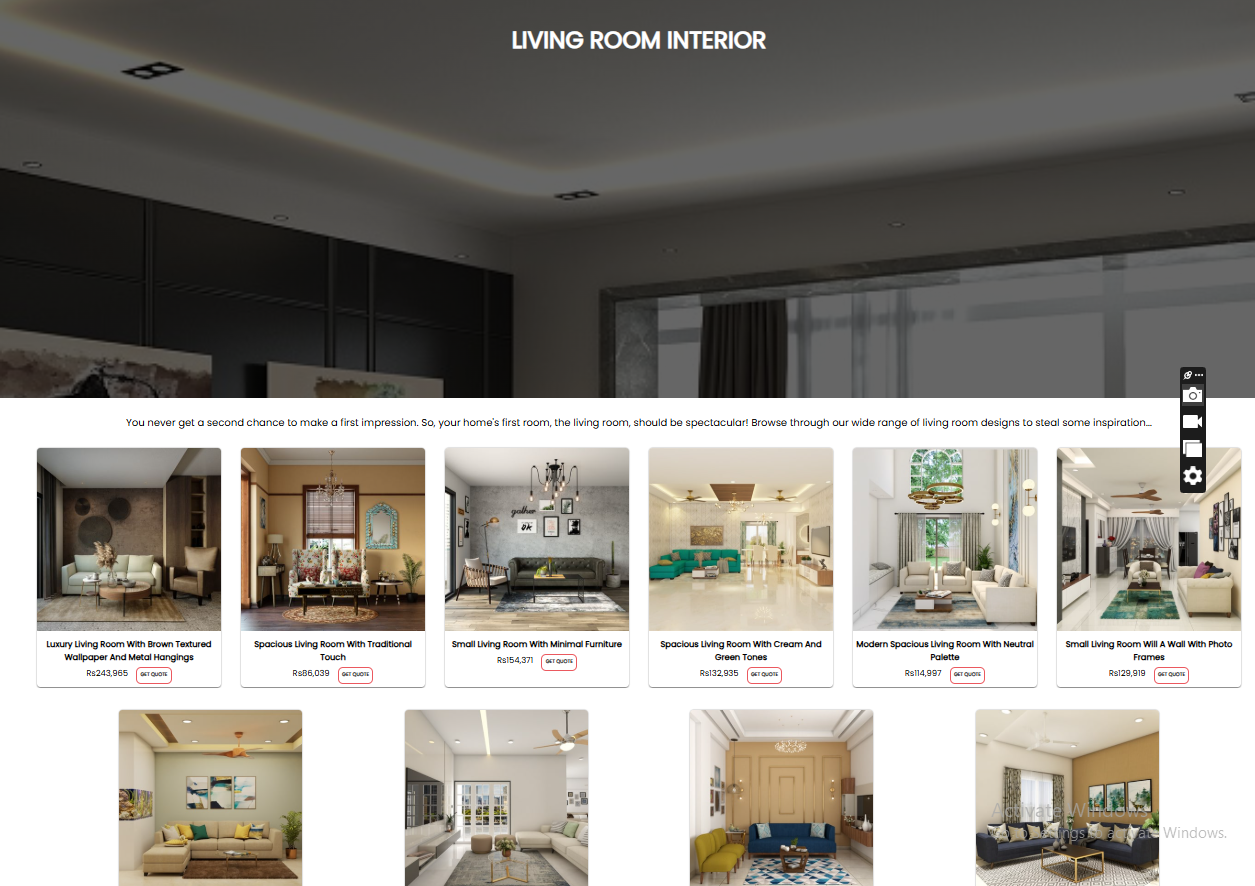 LIVING ROOM INTERIOR
You never get a second chance to make a first impression. So, your home's first room, the living room, should be spectacular! Browse through our wide range of living room designs to steal some inspiration...
gather
OK
Luxury Living Room With Brown Textured
Wallpaper And Metal Hangings
Rs243,965 GET QUOTE
Spacious Living Room With Traditional
Touch
Rs86,039 GET QUOTE
Small Living Room With Minimal Furniture
Rs154,371 GET QUOTE
Spacious Living Room With Cream And
Green Tones
Rs132,935 GET QUOTE
Modern Spacious Living Room With Neutral
Palette
Rs114,997 GET QUOTE
Small Living Room Will A Wall With Photo
Frames
Rs129,919 GET QUOTE
Activate Windows
Windows.